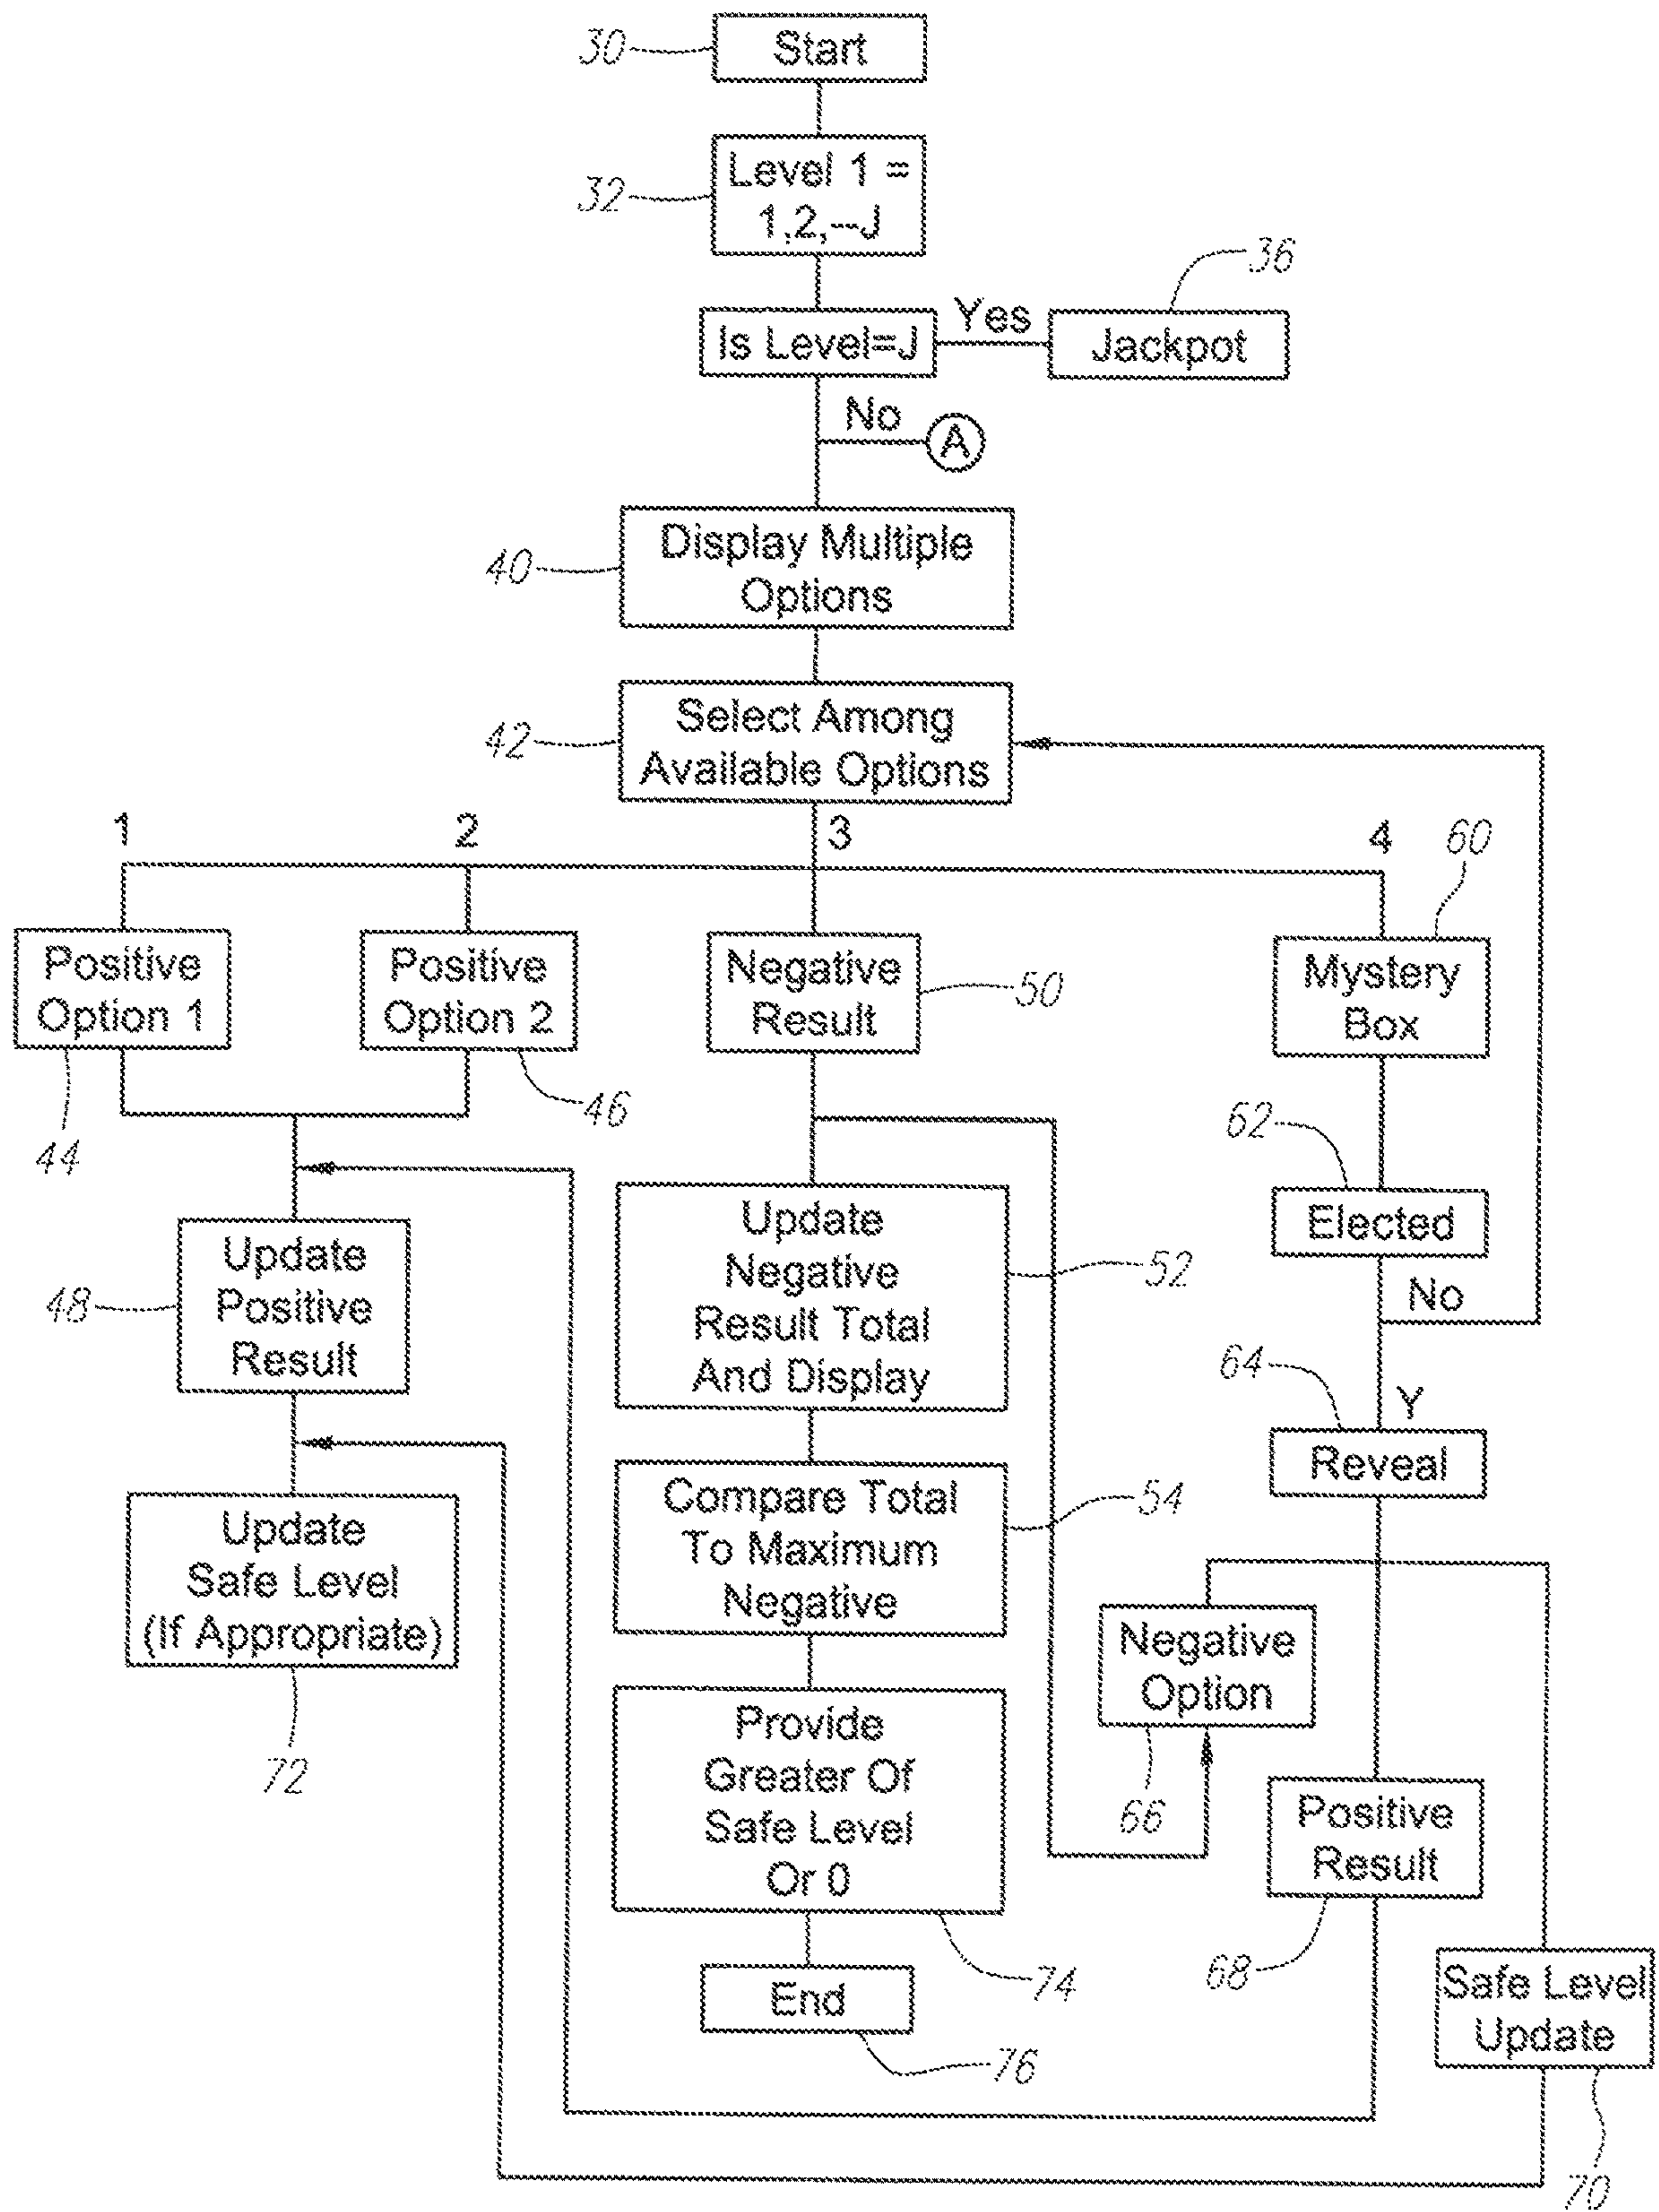 30
Start
32
Level 1 =
1,2,--J
36
Is Level=J
Yes
Jackpot
No
A
40
Display Multiple
Options
42
Select Among
Available Options
1
2
3
4
60
Positive
Option 1
Positive
Option 2
Negative
Result
50
Mystery
Box
44
46
62
Elected
No
48
Update
Positive
Result
Update
Negative
Result Total
And Display
52
64
Y
Reveal
Compare Total
To Maximum
Negative
54
Update
Safe Level
(If Appropriate)
72
Negative
Option
66
Provide
Greater Of
Safe Level
Or 0
74
Positive
Result
68
End
76
Safe Level
Update
70